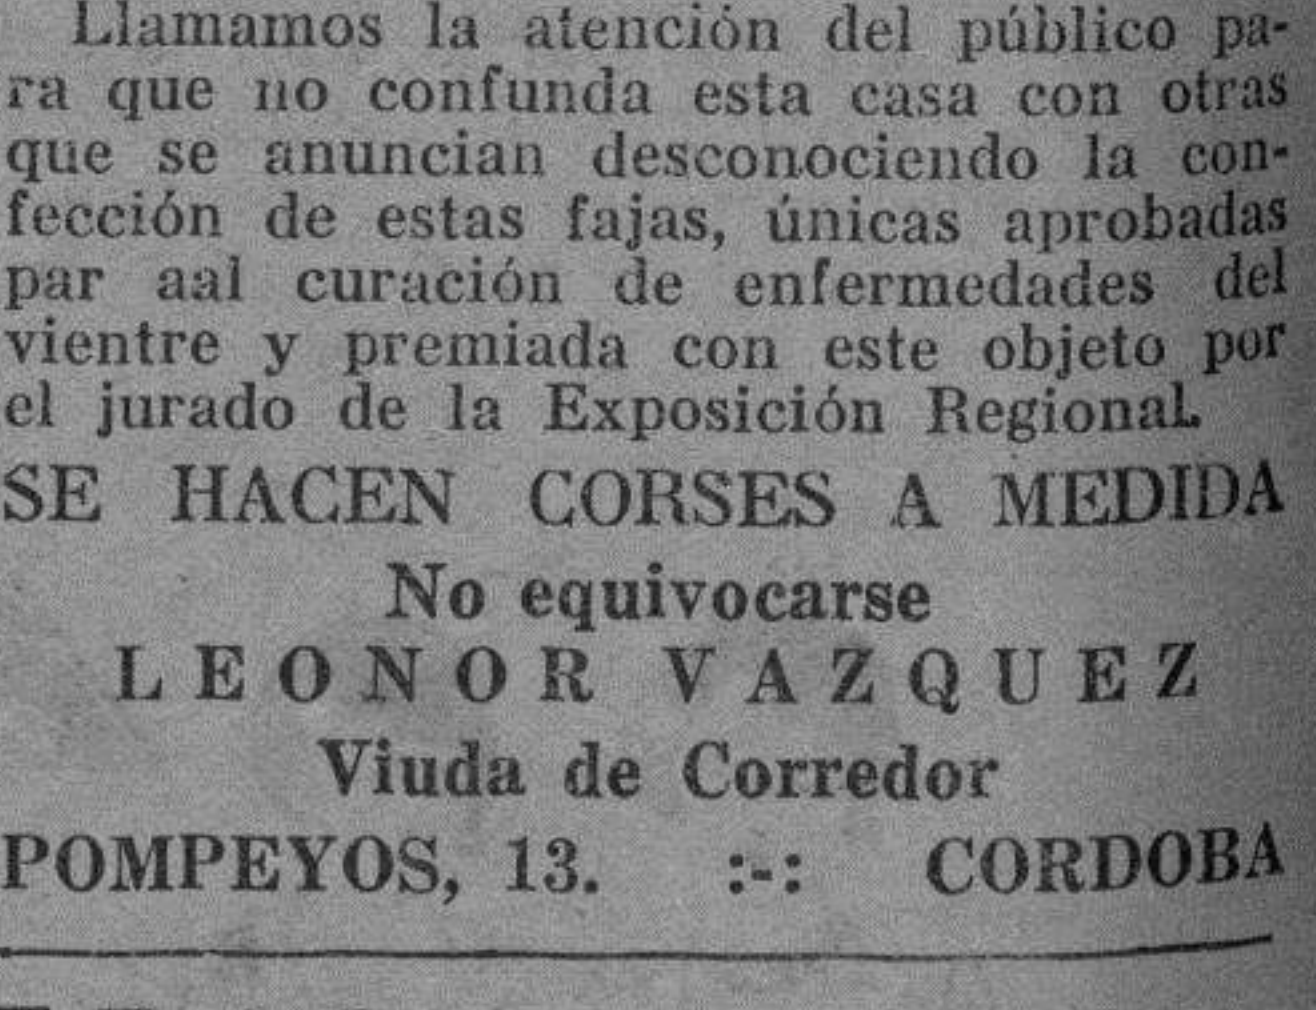 Llamamos la atención del público pa-
ra que no confunda esta casa con otras
que se anuncian desconociendo la con-
fección de estas fajas, únicas aprobadas
par aal curación de enfermedades del
vientre y premiada con este objeto por
el jurado de la Exposición Regional.
SE HACEN CORSES A MEDIDA
No equivocarse
LEONOR VAZQUEZ
Viuda de Corredor
POMPEYOS, 13. :-: CORDOBA